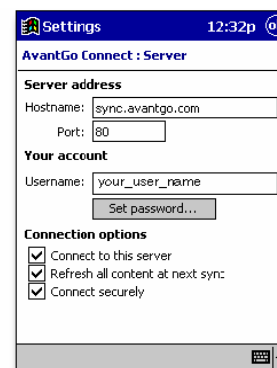 Settings 12:32p
AvantGo Connect : Server
Server address
Hostname: sync.avantgo.com
Port: 80
Your account
Username: your_user_name
Set password...
Connection options
Connect to this server
Refresh all content at next sync
Connect securely